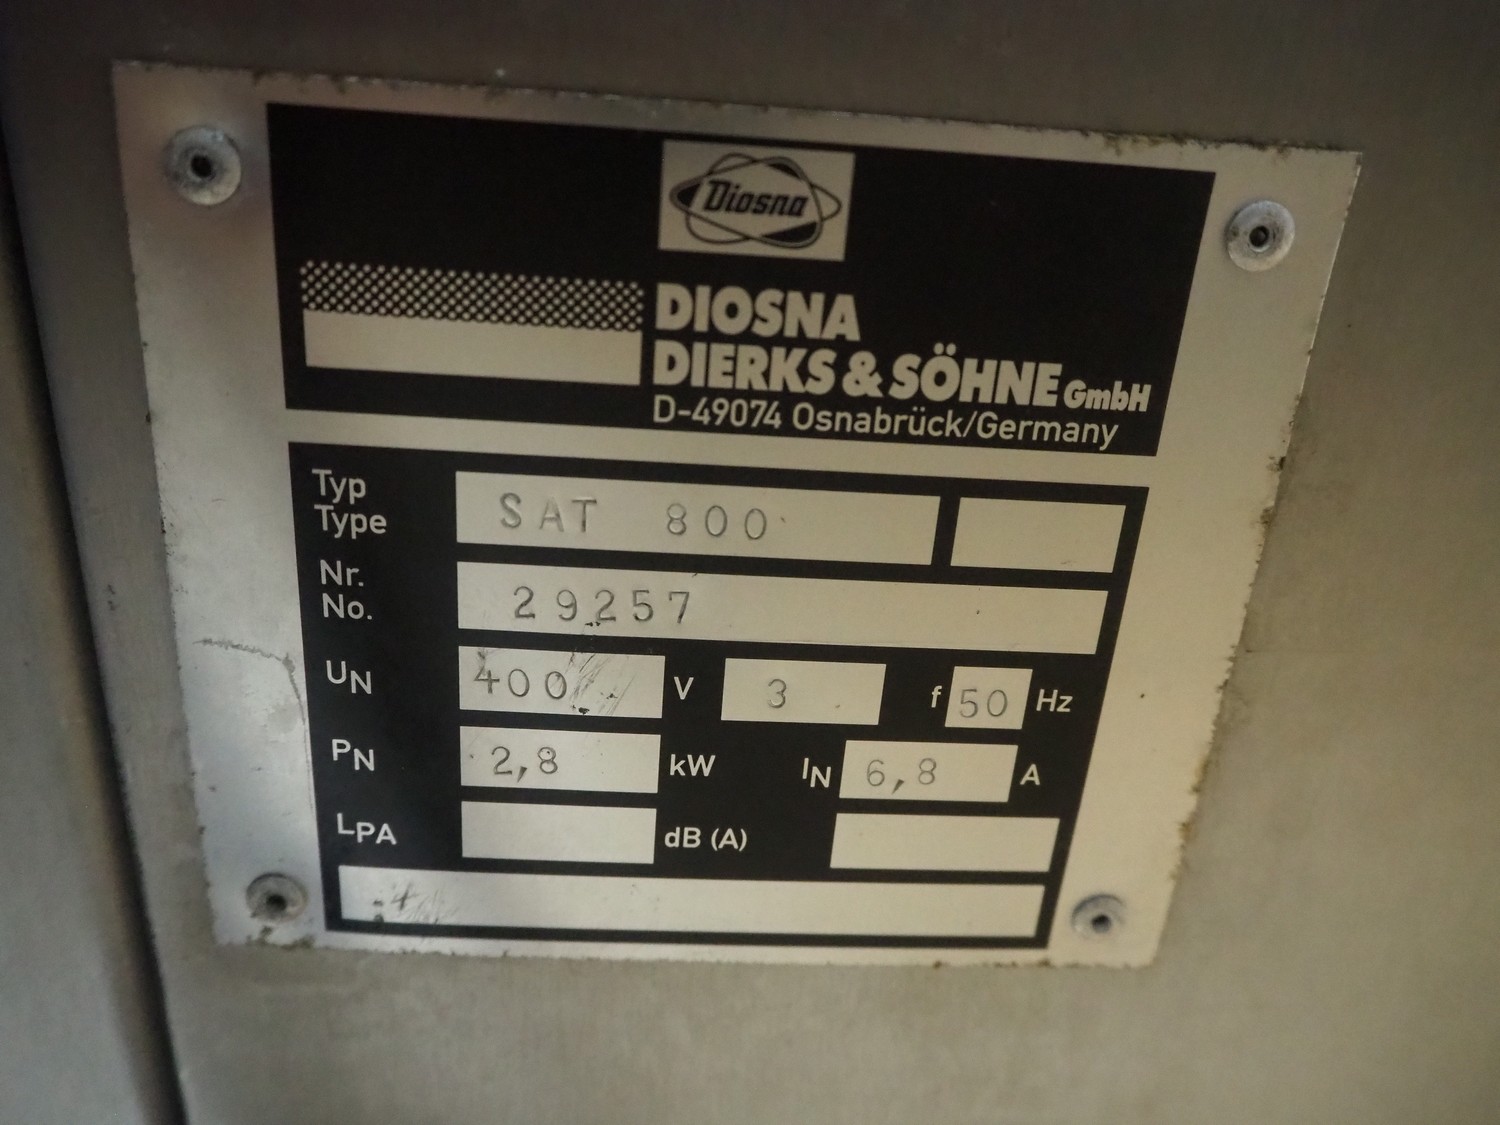 Diosna
DIOSNA
DIERKS & SÖHNE GmbH
D-49074 Osnabrück/Germany
Typ
Type SAT 800
Nr.
No. 29257
UN 400 V 3 f 50 Hz
PN 2,8 kW IN 6,8 A
LPA dB (A)